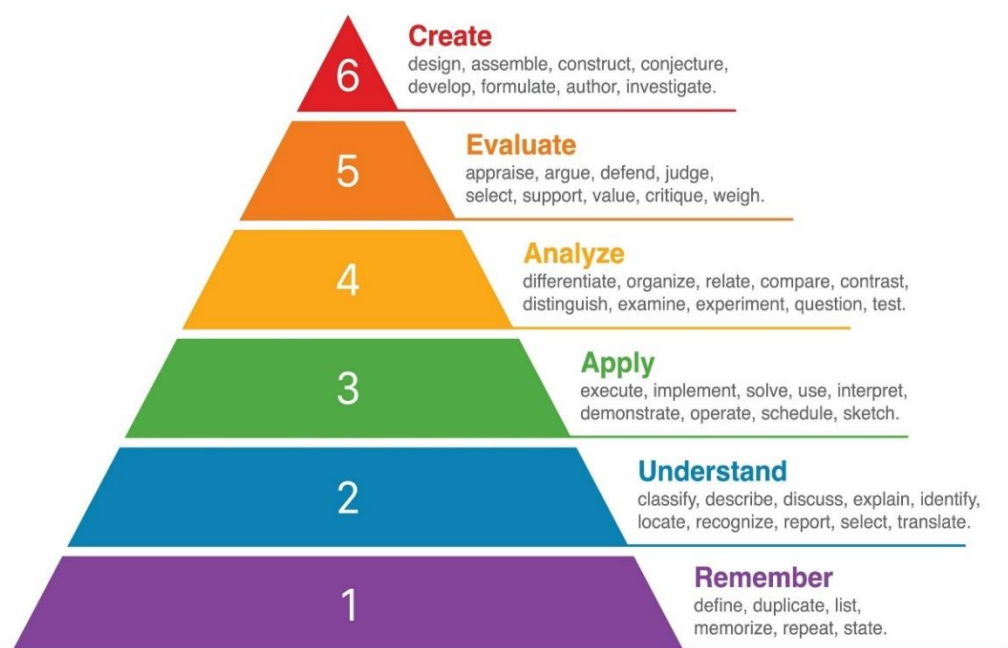 6
Create
design, assemble, construct, conjecture,
develop, formulate, author, investigate.
5
Evaluate
appraise, argue, defend, judge,
select, support, value, critique, weigh.
4
Analyze
differentiate, organize, relate, compare, contrast,
distinguish, examine, experiment, question, test.
3
Apply
execute, implement, solve, use, interpret,
demonstrate, operate, schedule, sketch.
2
Understand
classify, describe, discuss, explain, identify,
locate, recognize, report, select, translate.
1
Remember
define, duplicate, list,
memorize, repeat, state.